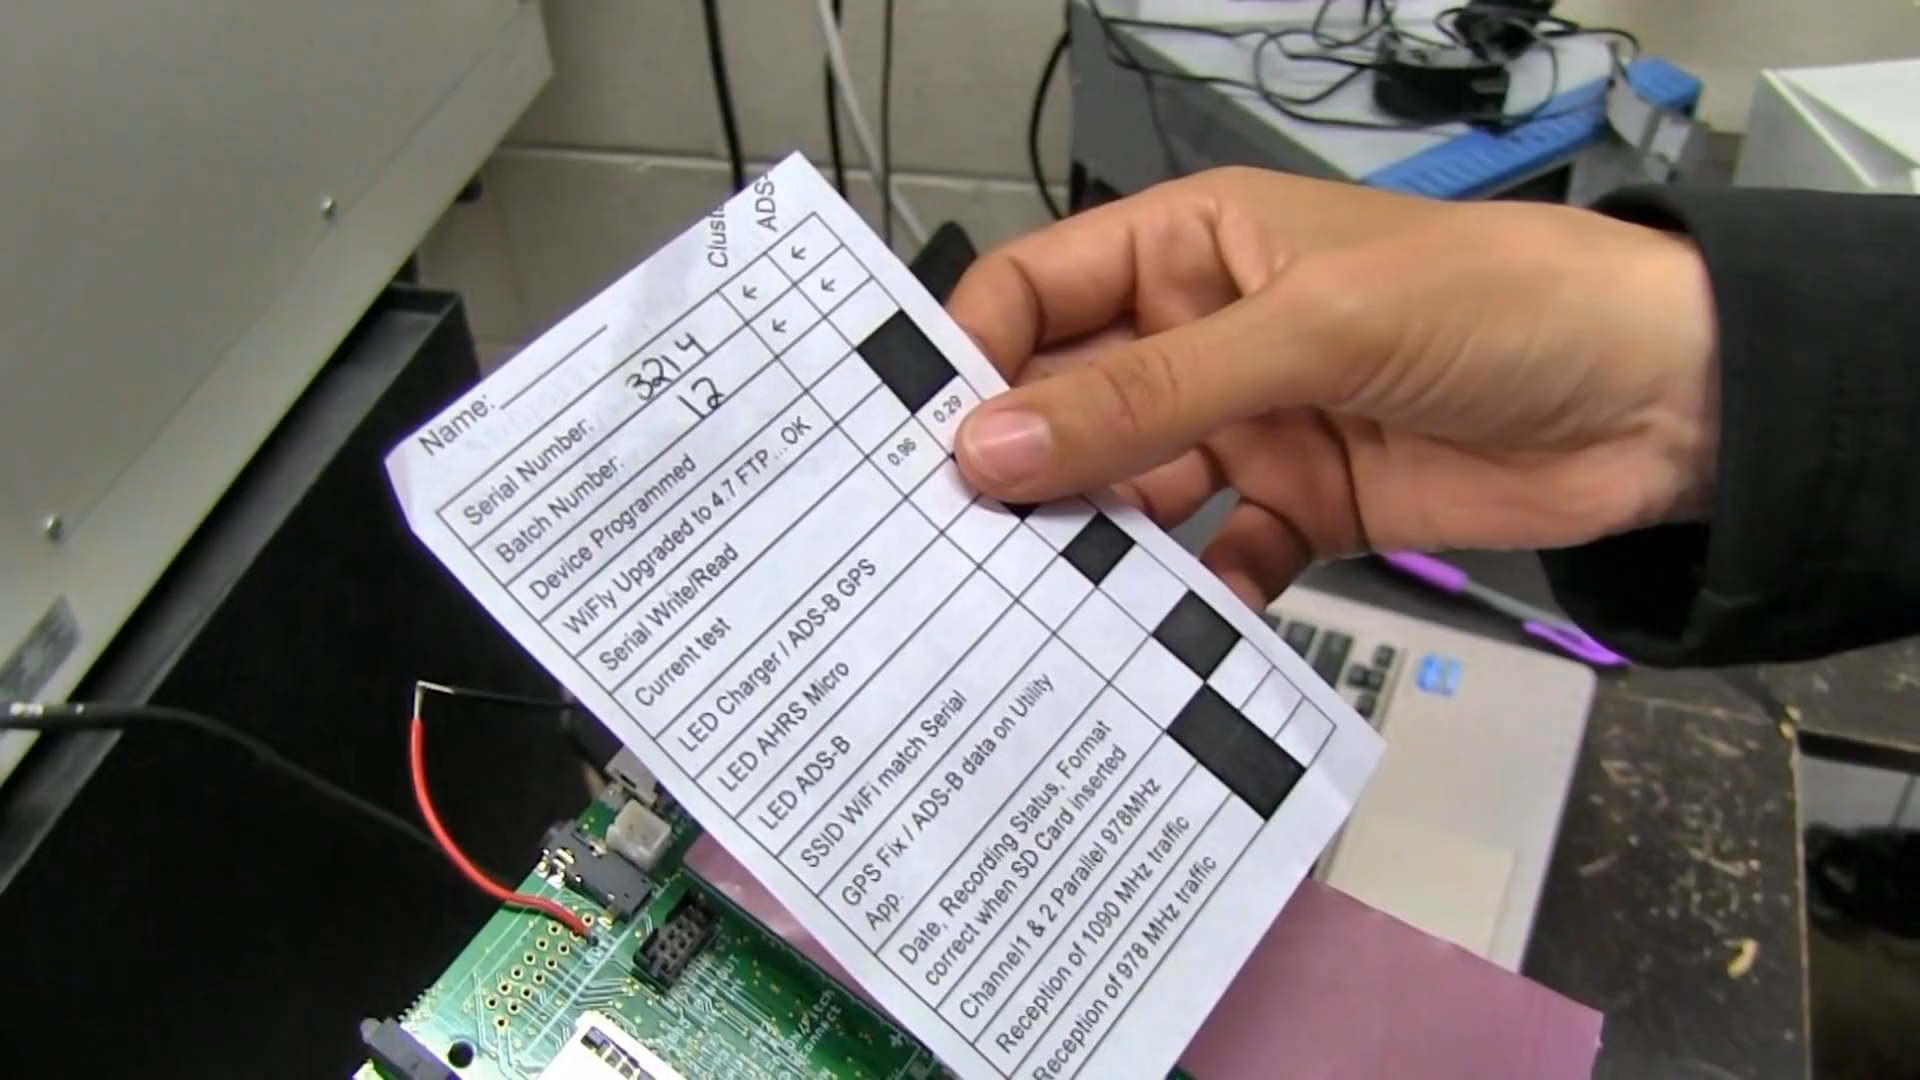 Clust
ADS-
Name:
Serial Number: 3214 ← ←
Batch Number: 12 ← ←
Device Programmed
WiFly Upgraded to 4.7 FTP...OK
Serial Write/Read
Current test 0.96 0.29
LED Charger / ADS-B GPS
LED AHRS Micro
LED ADS-B
SSID WiFi match Serial
GPS Fix / ADS-B data on Utility
App.
Date, Recording Status, Format
correct when SD Card inserted
Channel1 & 2 Parallel 978MHz
Reception of 1090 MHz traffic
Reception of 978 MHz traffic